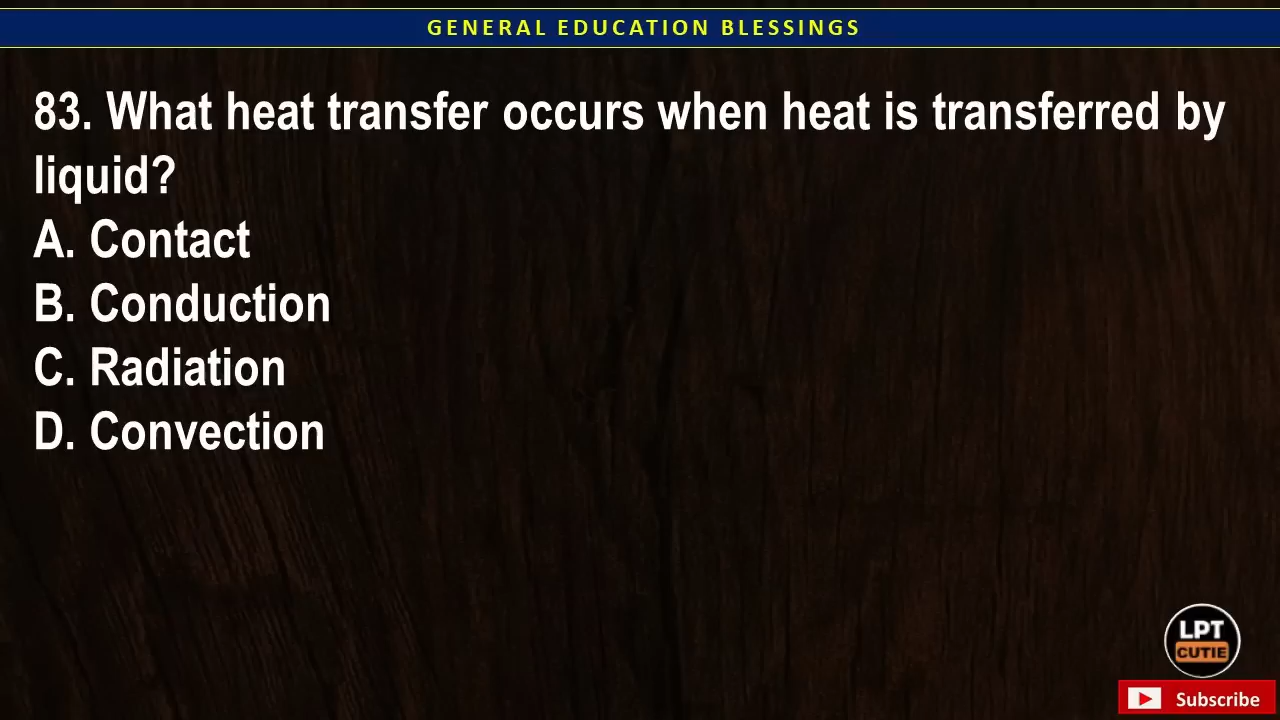 GENERAL EDUCATION BLESSINGS
83. What heat transfer occurs when heat is transferred by
liquid?
A. Contact
B. Conduction
C. Radiation
D. Convection
LPT
CUTIE
Subscribe